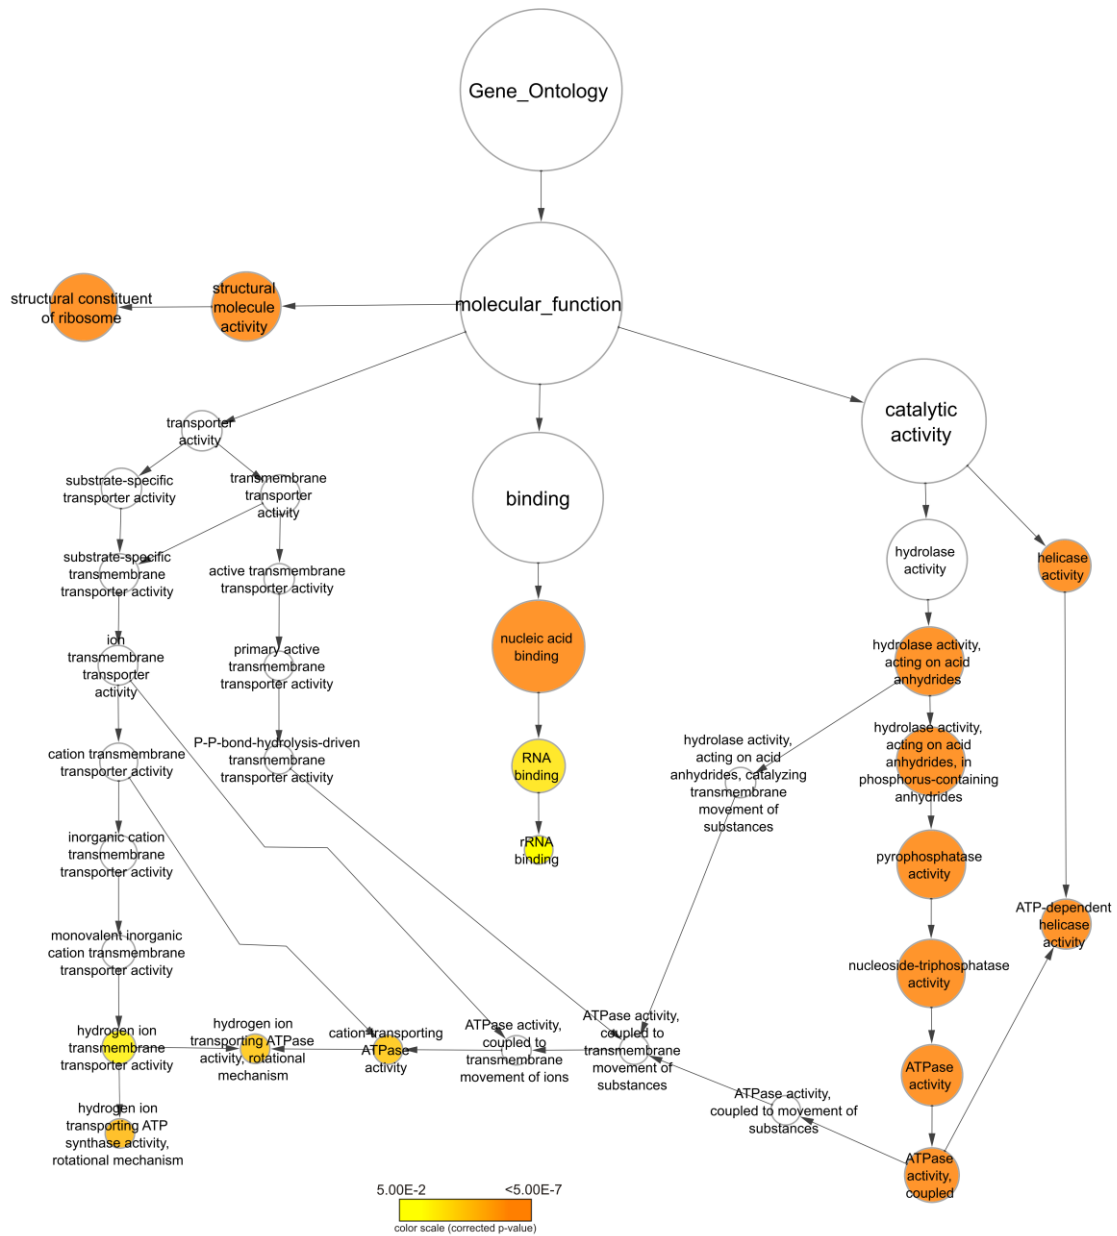 Gene_Ontology
molecular_function
structural constituent
of ribosome
structural
molecule
activity
transporter
activity
catalytic
activity
substrate-specific
transporter activity
transmembrane
transporter
activity
binding
substrate-specific
transmembrane
transporter activity
active transmembrane
transporter activity
hydrolase
activity
helicase
activity
ion
transmembrane
transporter
activity
primary active
transmembrane
transporter activity
nucleic acid
binding
hydrolase activity,
acting on acid
anhydrides
cation transmembrane
transporter activity
P-P-bond-hydrolysis-driven
transmembrane
transporter activity
RNA
binding
hydrolase activity,
acting on acid
anhydrides, catalyzing
transmembrane
movement of
substances
hydrolase activity,
acting on acid
anhydrides, in
phosphorus-containing
anhydrides
inorganic cation
transmembrane
transporter activity
rRNA
binding
pyrophosphatase
activity
monovalent inorganic
cation transmembrane
transporter activity
nucleoside-triphosphatase
activity
ATP-dependent
helicase
activity
hydrogen ion
transmembrane
transporter activity
hydrogen ion
transporting ATPase
activity, rotational
mechanism
cation-transporting
ATPase
activity
ATPase activity,
coupled to
transmembrane
movement of ions
ATPase activity,
coupled to
transmembrane
movement of
substances
ATPase
activity
hydrogen ion
transporting ATP
synthase activity,
rotational mechanism
ATPase activity,
coupled to movement of
substances
ATPase
activity,
coupled
5.00E-2
<5.00E-7
color scale (corrected p-value)